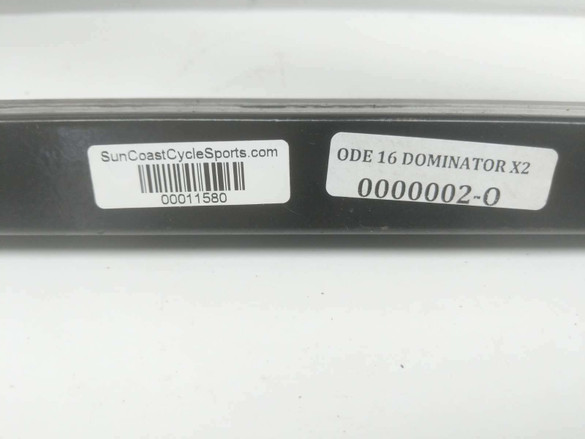 SunCoastCycleSports.com
00011580
ODE 16 DOMINATOR X2
0000002-O